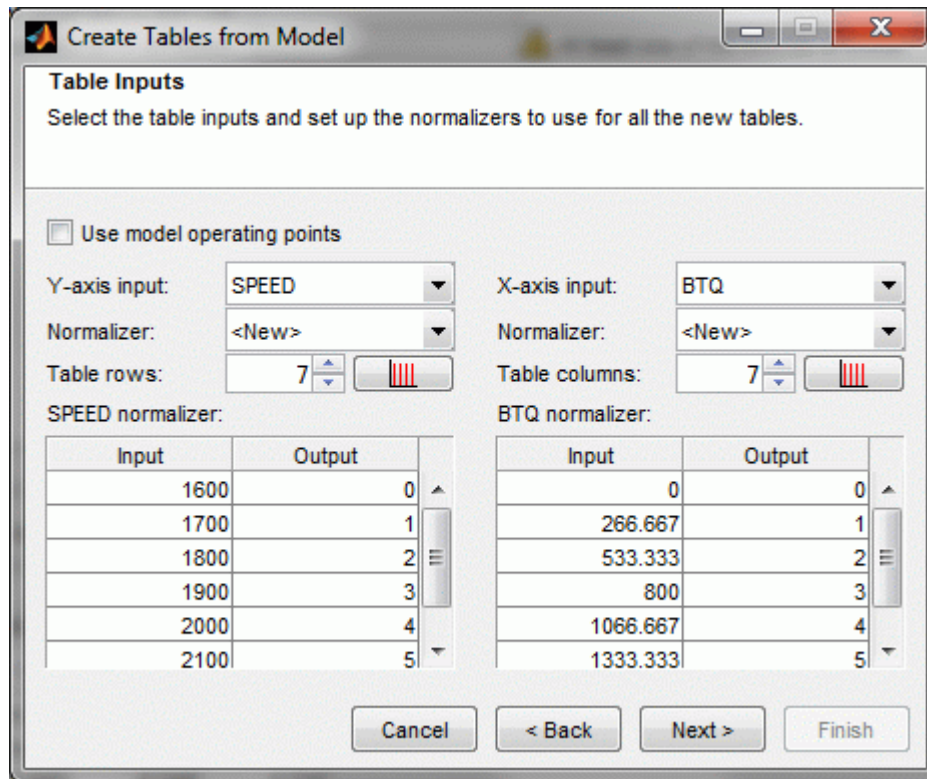 Create Tables from Model
Table Inputs
Select the table inputs and set up the normalizers to use for all the new tables.
Use model operating points
Y-axis input: SPEED X-axis input: BTQ
Normalizer: <New> Normalizer: <New>
Table rows: 7 Table columns: 7
SPEED normalizer: BTQ normalizer:
Input Output Input Output
1600 0 0 0
1700 1 266.667 1
1800 2 533.333 2
1900 3 800 3
2000 4 1066.667 4
2100 5 1333.333 5
Cancel < Back Next > Finish